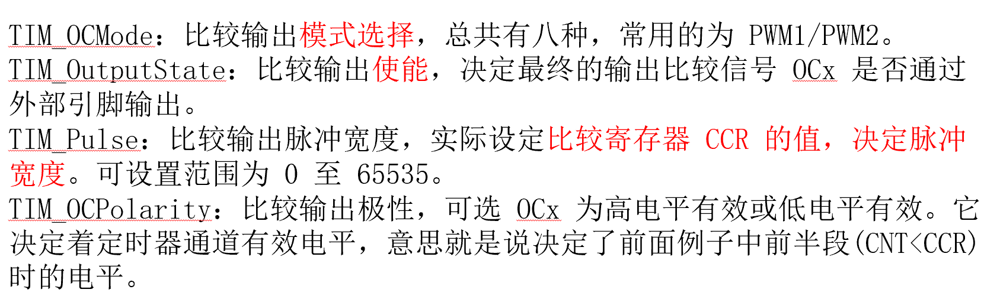 TIM_OCMode：比较输出模式选择，总共有八种，常用的为 PWM1/PWM2。
TIM_OutputState：比较输出使能，决定最终的输出比较信号 OCx 是否通过
外部引脚输出。
TIM_Pulse：比较输出脉冲宽度，实际设定比较寄存器 CCR 的值，决定脉冲
宽度。可设置范围为 0 至 65535。
TIM_OCPolarity：比较输出极性，可选 OCx 为高电平有效或低电平有效。它
决定着定时器通道有效电平，意思就是说决定了前面例子中前半段(CNT<CCR)
时的电平。